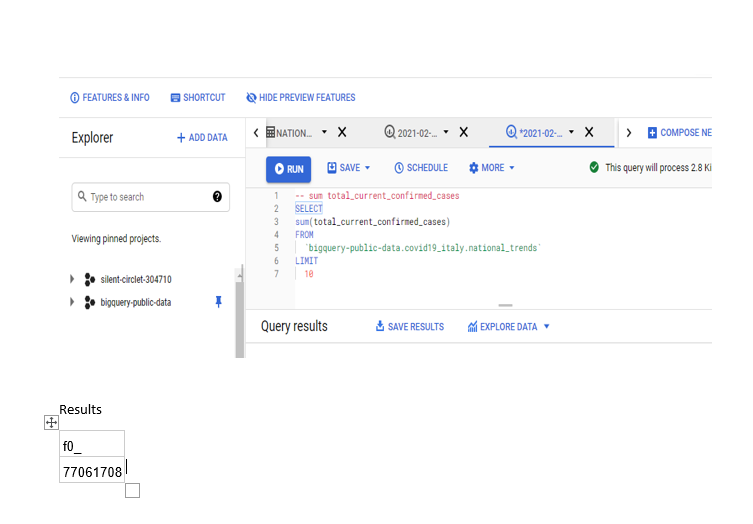 FEATURES & INFO SHORTCUT HIDE PREVIEW FEATURES
Explorer + ADD DATA
NATION... 2021-02-... *2021-02-... COMPOSE NE
RUN SAVE SCHEDULE MORE This query will process 2.8 Ki
Type to search
Viewing pinned projects.
silent-circlet-304710
bigquery-public-data
1 -- sum total_current_confirmed_cases
2 SELECT
3 sum(total_current_confirmed_cases)
4 FROM
5 `bigquery-public-data.covid19_italy.national_trends`
6 LIMIT
7 10
Query results SAVE RESULTS EXPLORE DATA
Results
f0_
77061708